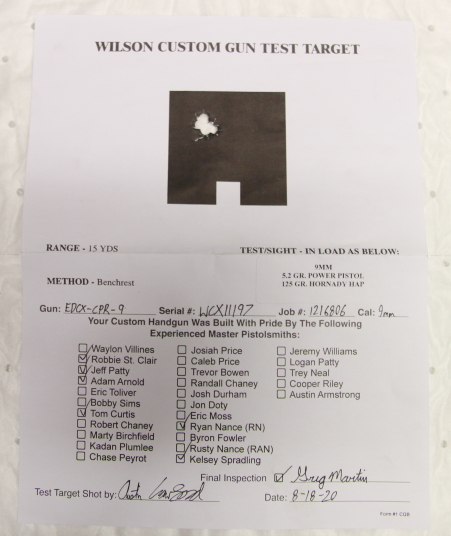 WILSON CUSTOM GUN TEST TARGET
RANGE - 15 YDS
TEST/SIGHT - IN LOAD AS BELOW:
9MM
5.2 GR. POWER PISTOL
METHOD - Benchrest
125 GR. HORNADY HAP
Gun: EDCX-CPR-9 Serial #: WCX11197 Job #: 1216806 Cal: 9mm
Your Custom Handgun Was Built With Pride By The Following
Experienced Master Pistolsmiths:
Waylon Villines
Robbie St. Clair
Jeff Patty
Adam Arnold
Eric Toliver
Bobby Sims
Tom Curtis
Robert Chaney
Marty Birchfield
Kadan Plumlee
Chase Peyrot
Josiah Price
Caleb Price
Trevor Bowen
Randall Chaney
Josh Durham
Jon Doty
Eric Moss
Ryan Nance (RN)
Byron Fowler
Rusty Nance (RAN)
Kelsey Spradling
Jeremy Williams
Logan Patty
Trey Neal
Cooper Riley
Austin Armstrong
Final Inspection Greg Martin
Test Target Shot by:
Date: 8-18-20